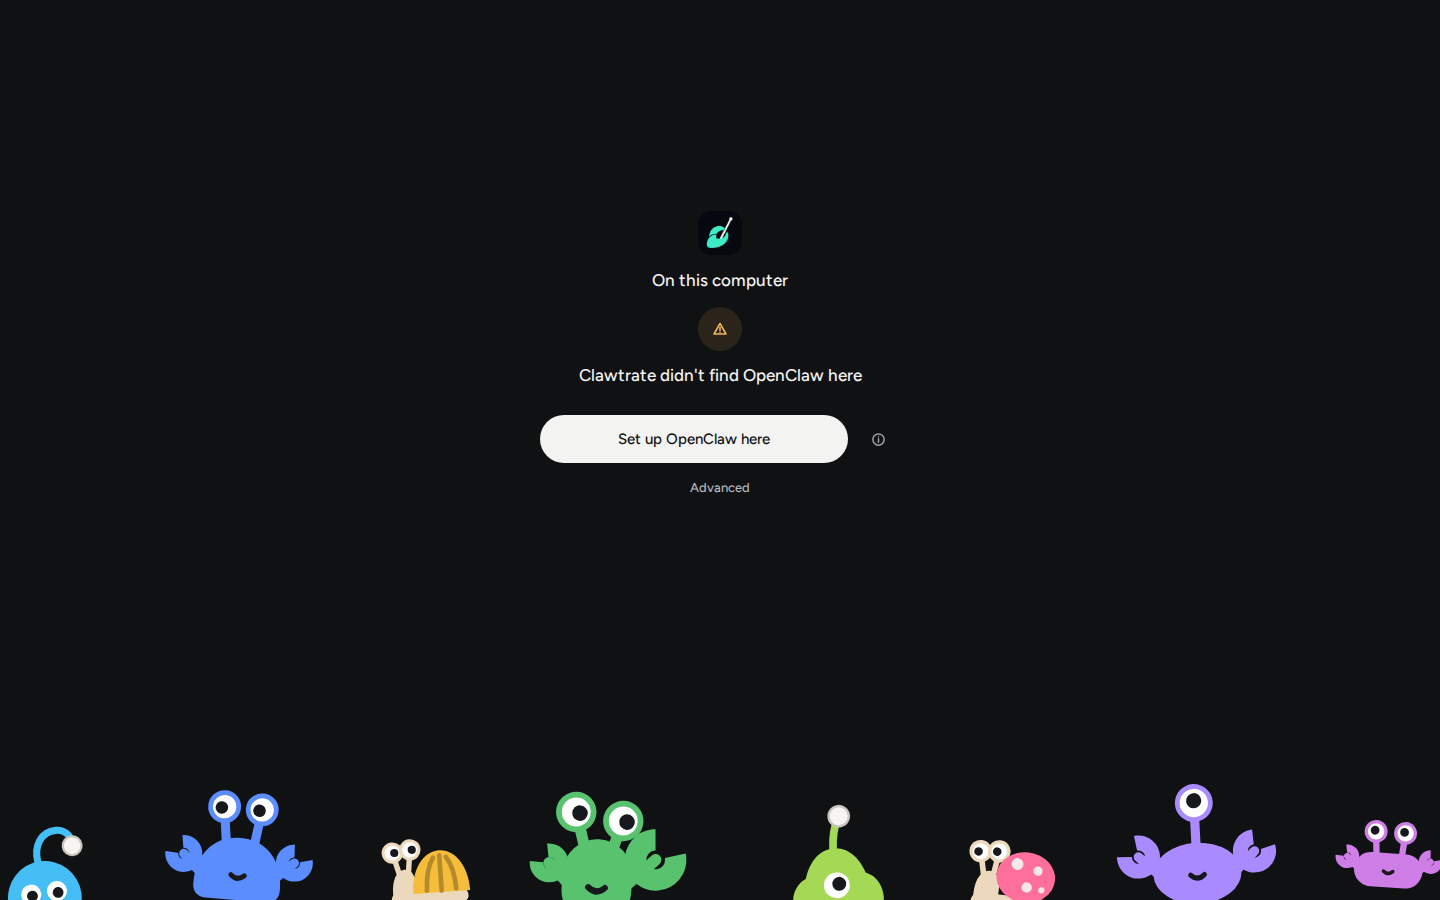 On this computer
Clawtrate didn't find OpenClaw here
Set up OpenClaw here
Advanced